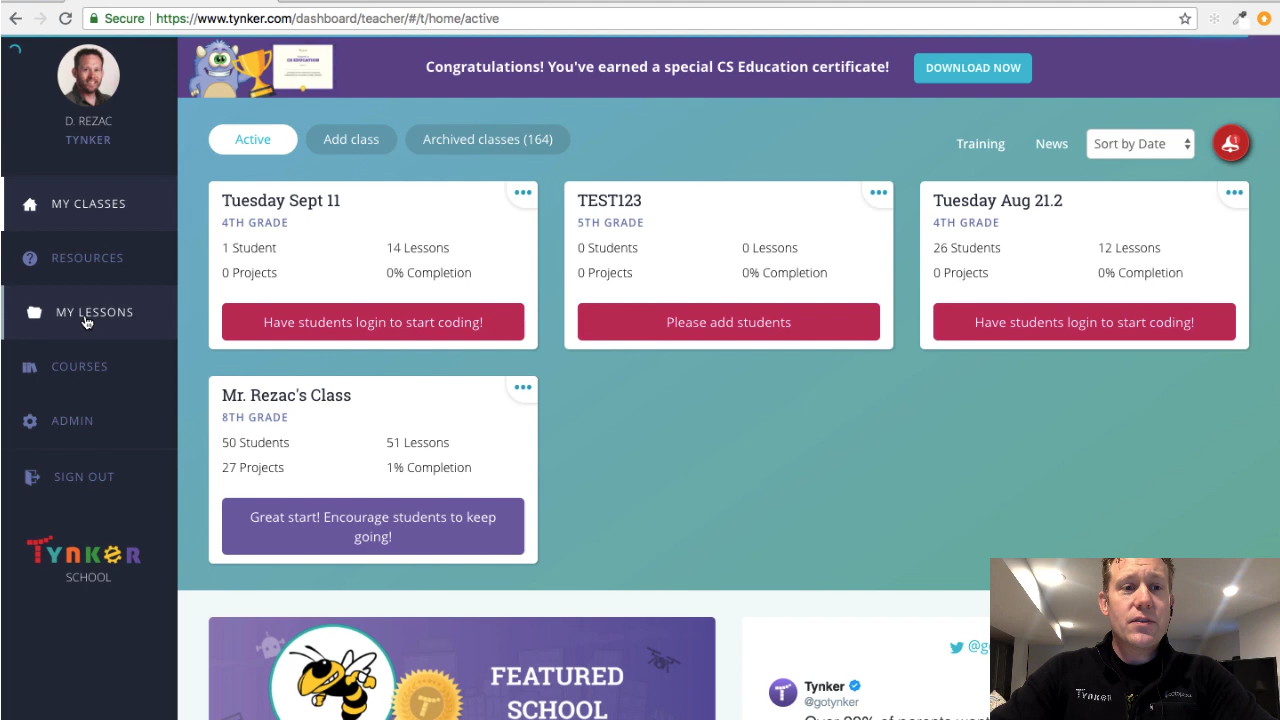 Secure
https://www.tynker.com/dashboard/teacher/#/t/home/active
CS EDUCATION
Congratulations! You've earned a special CS Education certificate!
DOWNLOAD NOW
D. REZAC
TYNKER
MY CLASSES
RESOURCES
MY LESSONS
COURSES
ADMIN
SIGN OUT
TYNKER
SCHOOL
Active
Add class
Archived classes (164)
Training
News
Sort by Date
1
Tuesday Sept 11
4TH GRADE
1 Student
14 Lessons
0 Projects
0% Completion
Have students login to start coding!
TEST123
5TH GRADE
0 Students
0 Lessons
0 Projects
0% Completion
Please add students
Tuesday Aug 21.2
4TH GRADE
26 Students
12 Lessons
0 Projects
0% Completion
Have students login to start coding!
Mr. Rezac's Class
8TH GRADE
50 Students
51 Lessons
27 Projects
1% Completion
Great start! Encourage students to keep
going!
FEATURED
SCHOOL
Tynker
@gotynker
TYNKER